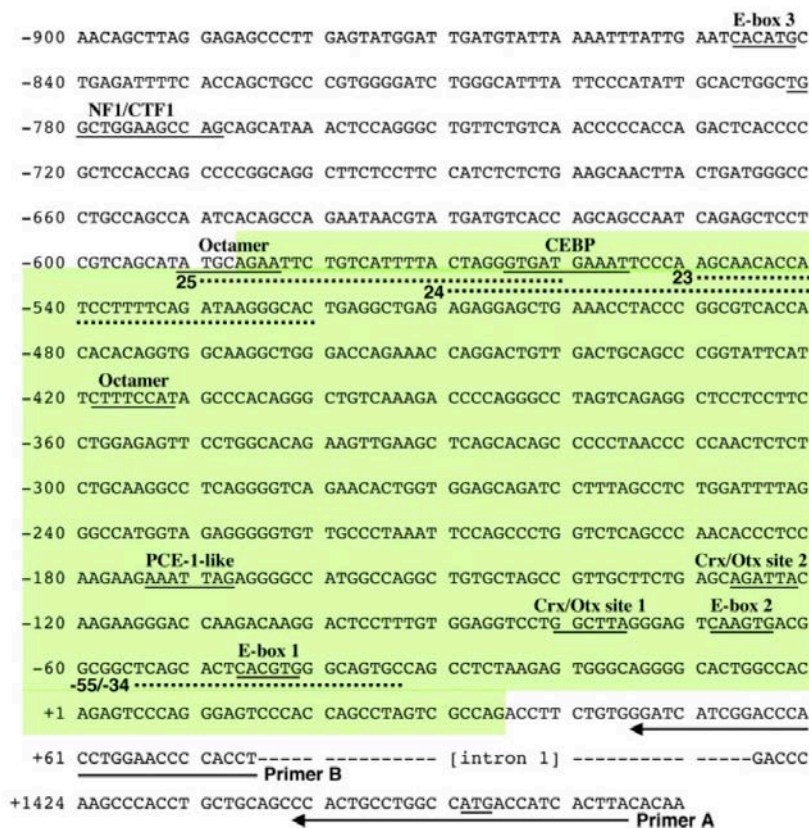 E-box 3
-900 AACAGCTTAG GAGAGCCCTT GAGTATGGAT TGATGTATTA AAATTTATTG AATCACATGC
-840 TGAGATTTTC ACCAGCTGCC CGTGGGGATC TGGGCATTTA TTCCCATATT GCACTGGCTG
NF1/CTF1
-780 GCTGGAAGCC AGCAGCATAA ACTCCAGGGC TGTTCTGTCA ACCCCCACCA GACTCACCCC
-720 GCTCCACCAG CCCCGGCAGG CTTCTCCTTC CATCTCTCTG AAGCAACTTA CTGATGGGCC
-660 CTGCCAGCCA ATCACAGCCA GAATAACGTA TGATGTCACC AGCAGCCAAT CAGAGCTCCT
Octamer CEBP
-600 CGTCAGCATA TGCAGAATTC TGTCATTTTA CTAGGGTGAT GAAATTCCCA AGCAACACCA
25 24 23
-540 TCCTTTTCAG ATAAGGGCAC TGAGGCTGAG AGAGGAGCTG AAACCTACCC GGCGTCACCA
-480 CACACAGGTG GCAAGGCTGG GACCAGAAAC CAGGACTGTT GACTGCAGCC CGGTATTCAT
Octamer
-420 TCTTTCCATA GCCCACAGGG CTGTCAAAGA CCCCAGGGCC TAGTCAGAGG CTCCTCCTTC
-360 CTGGAGAGTT CCTGGCACAG AAGTTGAAGC TCAGCACAGC CCCCTAACCC CCAACTCTCT
-300 CTGCAAGGCC TCAGGGGTCA GAACACTGGT GGAGCAGATC CTTTAGCCTC TGGATTTTAG
-240 GGCCATGGTA GAGGGGGTGT TGCCCTAAAT TCCAGCCCTG GTCTCAGCCC AACACCCTCC
PCE-1-like Crx/Otx site 2
-180 AAGAAGAAAT TAGAGGGGCC ATGGCCAGGC TGTGCTAGCC GTTGCTTCTG AGCAGATTAC
Crx/Otx site 1 E-box 2
-120 AAGAAGGGAC CAAGACAAGG ACTCCTTTGT GGAGGTCCTG GCTTAGGGAG TCAAGTGACG
E-box 1
-60 GCGGCTCAGC ACTCACGTGG GCAGTGCCAG CCTCTAAGAG TGGGCAGGGG CACTGGCCAC
-55/-34
+1 AGAGTCCCAG GGAGTCCCAC CAGCCTAGTC GCCAGACCTT CTGTGGGATC ATCGGACCCA
+61 CCTGGAACCC CACCT------ ---------- [intron 1] ---------- -----GACCC
Primer B
+1424 AAGCCCACCT GCTGCAGCCC ACTGCCTGGC CATGACCATC ACTTACACAA
Primer A